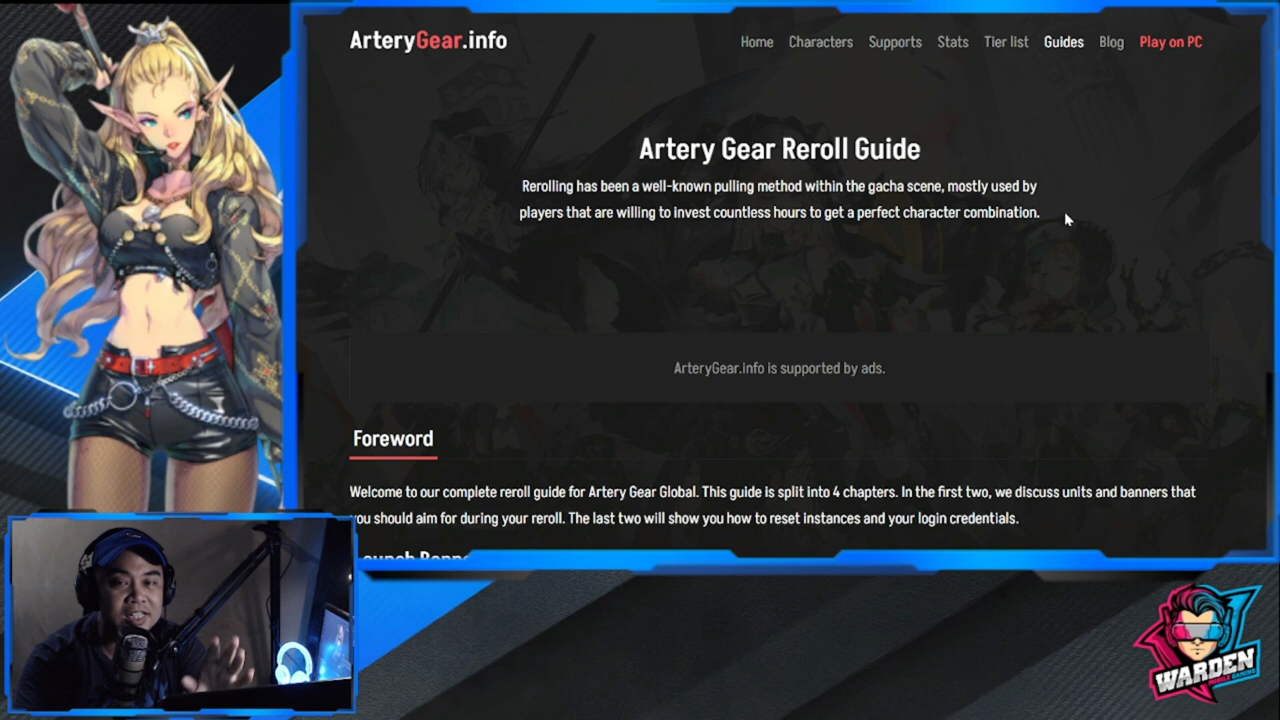 ArteryGear.info
Home Characters Supports Stats Tier list Guides Blog Play on PC
Artery Gear Reroll Guide
Rerolling has been a well-known pulling method within the gacha scene, mostly used by
players that are willing to invest countless hours to get a perfect character combination.
ArteryGear.info is supported by ads.
Foreword
Welcome to our complete reroll guide for Artery Gear Global. This guide is split into 4 chapters. In the first two, we discuss units and banners that
you should aim for during your reroll. The last two will show you how to reset instances and your login credentials.
WARDEN
MOBILE GAMING